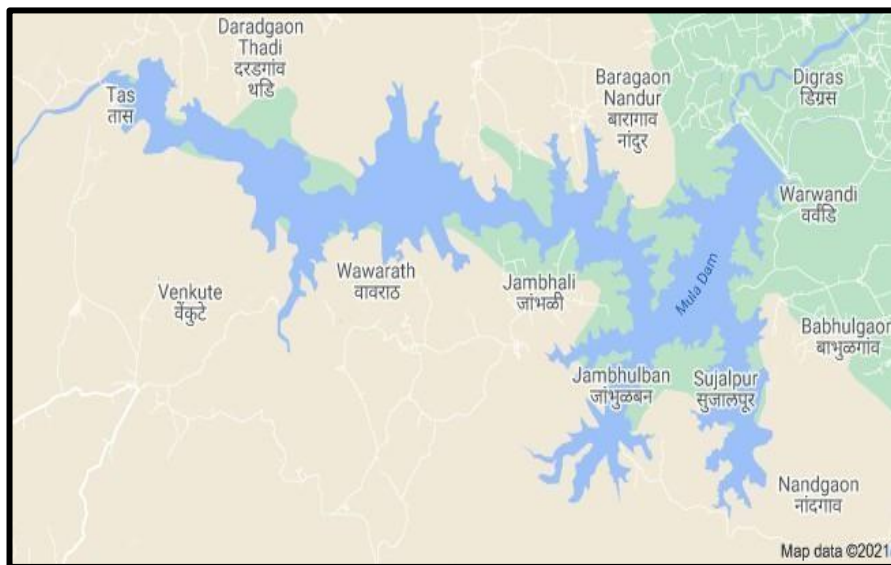 Daradgaon
Thadi
दरडगांव
थडि
Tas
तास
Baragaon
Nandur
बारागाव
नांदुर
Digras
डिग्रस
Warwandi
वर्वंडि
Mula Dam
Venkute
वेंकुटे
Wawarath
वावराठ
Jambhali
जांभळी
Babhulgaon
बाभुळगांव
Jambhulban
जांभुळबन
Sujalpur
सुजालपूर
Nandgaon
नांदगाव
Map data ©2021